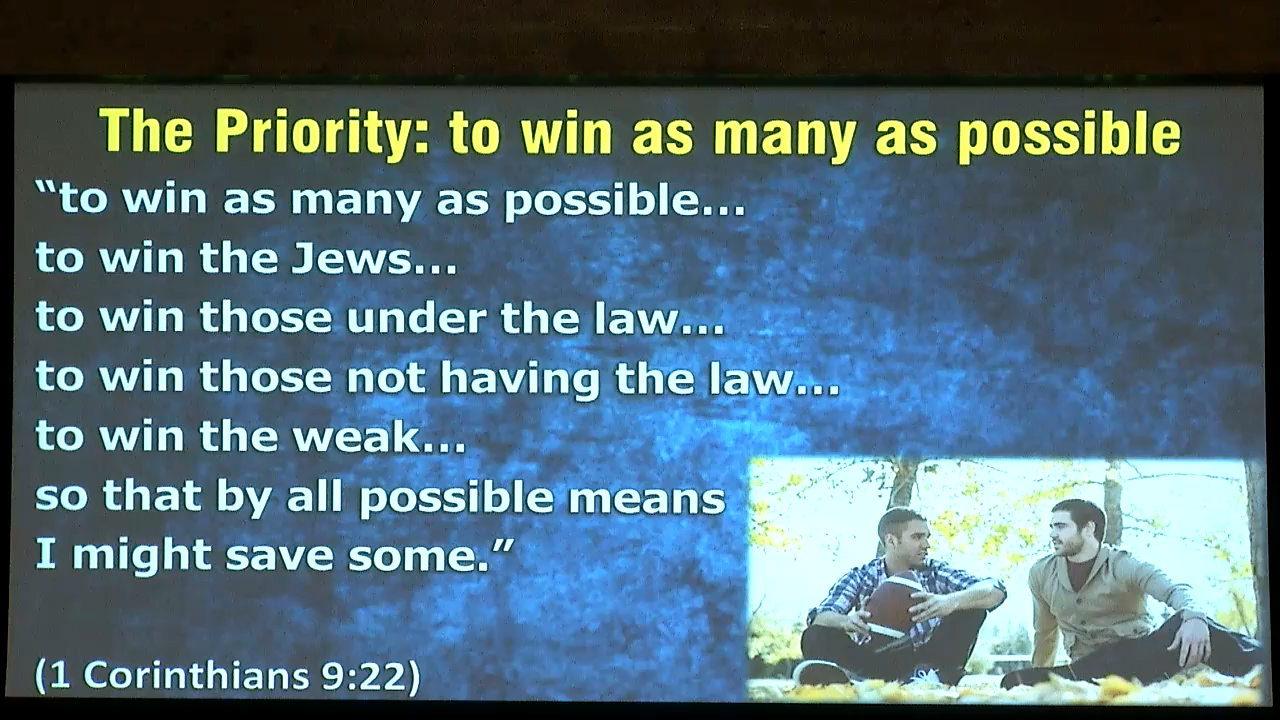 The Priority: to win as many as possible
“to win as many as possible...
to win the Jews...
to win those under the law...
to win those not having the law...
to win the weak...
so that by all possible means
I might save some.”
(1 Corinthians 9:22)